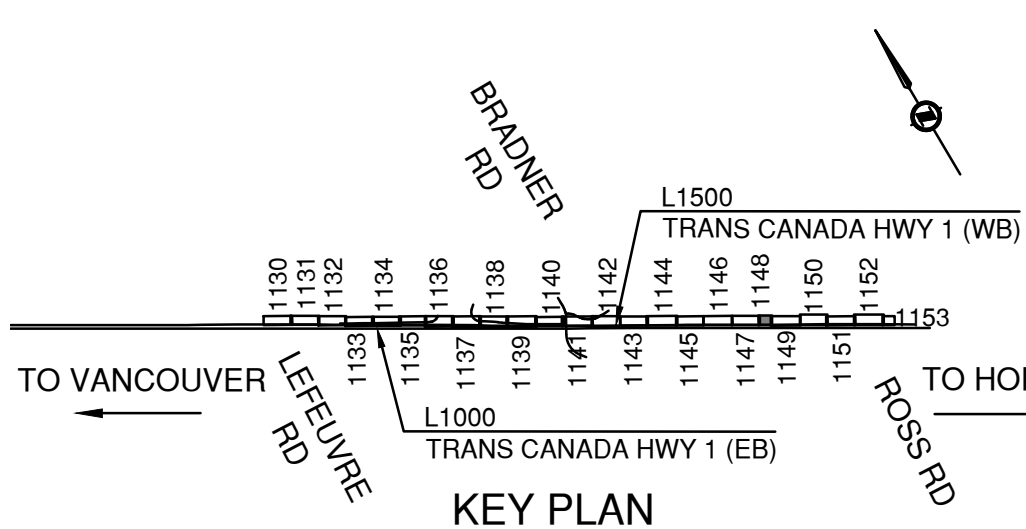 BRADNER
RD
L1500
TRANS CANADA HWY 1 (WB)
1130
1131
1132
1134
1136
1138
1140
1142
1144
1146
1148
1150
1152
1153
1133
1135
1137
1139
1141
1143
1145
1147
1149
1151
TO VANCOUVER
LEFEUVRE
RD
ROSS RD
L1000
TRANS CANADA HWY 1 (EB)
TO
KEY PLAN